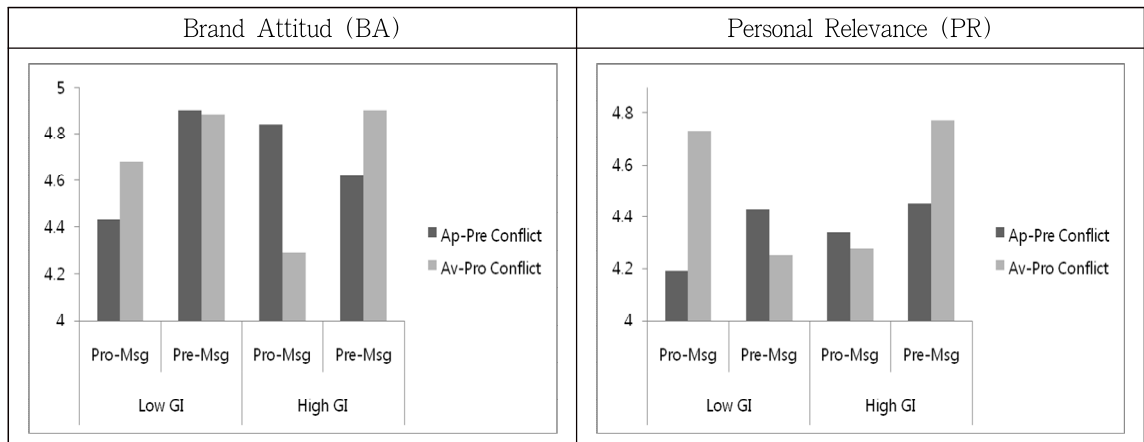 Brand Attitud (BA)
Personal Relevance (PR)
5
4.8
4.6
4.4
4.2
4
Pro-Msg Pre-Msg Pro-Msg Pre-Msg
Low GI High GI
Ap-Pre Conflict
Av-Pro Conflict
4.8
4.6
4.4
4.2
4
Pro-Msg Pre-Msg Pro-Msg Pre-Msg
Low GI High GI
Ap-Pre Conflict
Av-Pro Conflict